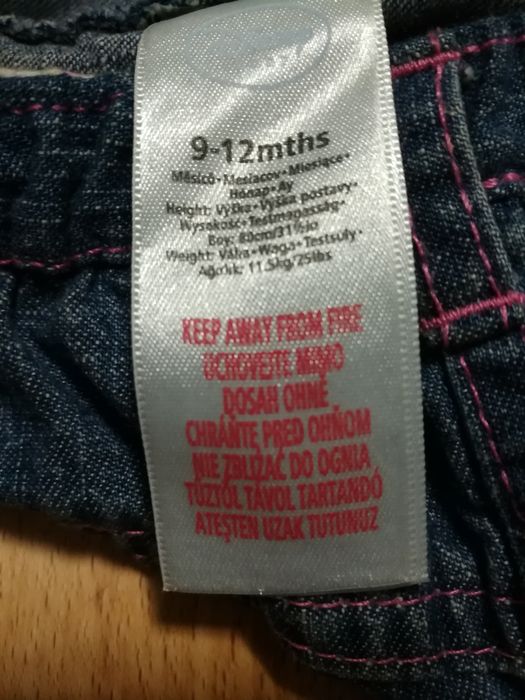 9-12mths
Měsíců • Mesiacov • Miesiące •
Hónap • Ay
Height: Výška • Výška postavy •
Wysokość • Testmagasság •
Boy: 80cm/31½in
Weight: Váha • Waga • Testsúly •
Ağırlık: 11.5kg/25lbs
KEEP AWAY FROM FIRE
UCHOVEJTE MIMO
DOSAH OHNĚ
CHRÁŇTE PRED OHŇOM
NIE ZBLIŻAĆ DO OGNIA
TŰZTŐL TÁVOL TARTANDÓ
ATEŞTEN UZAK TUTUNUZ